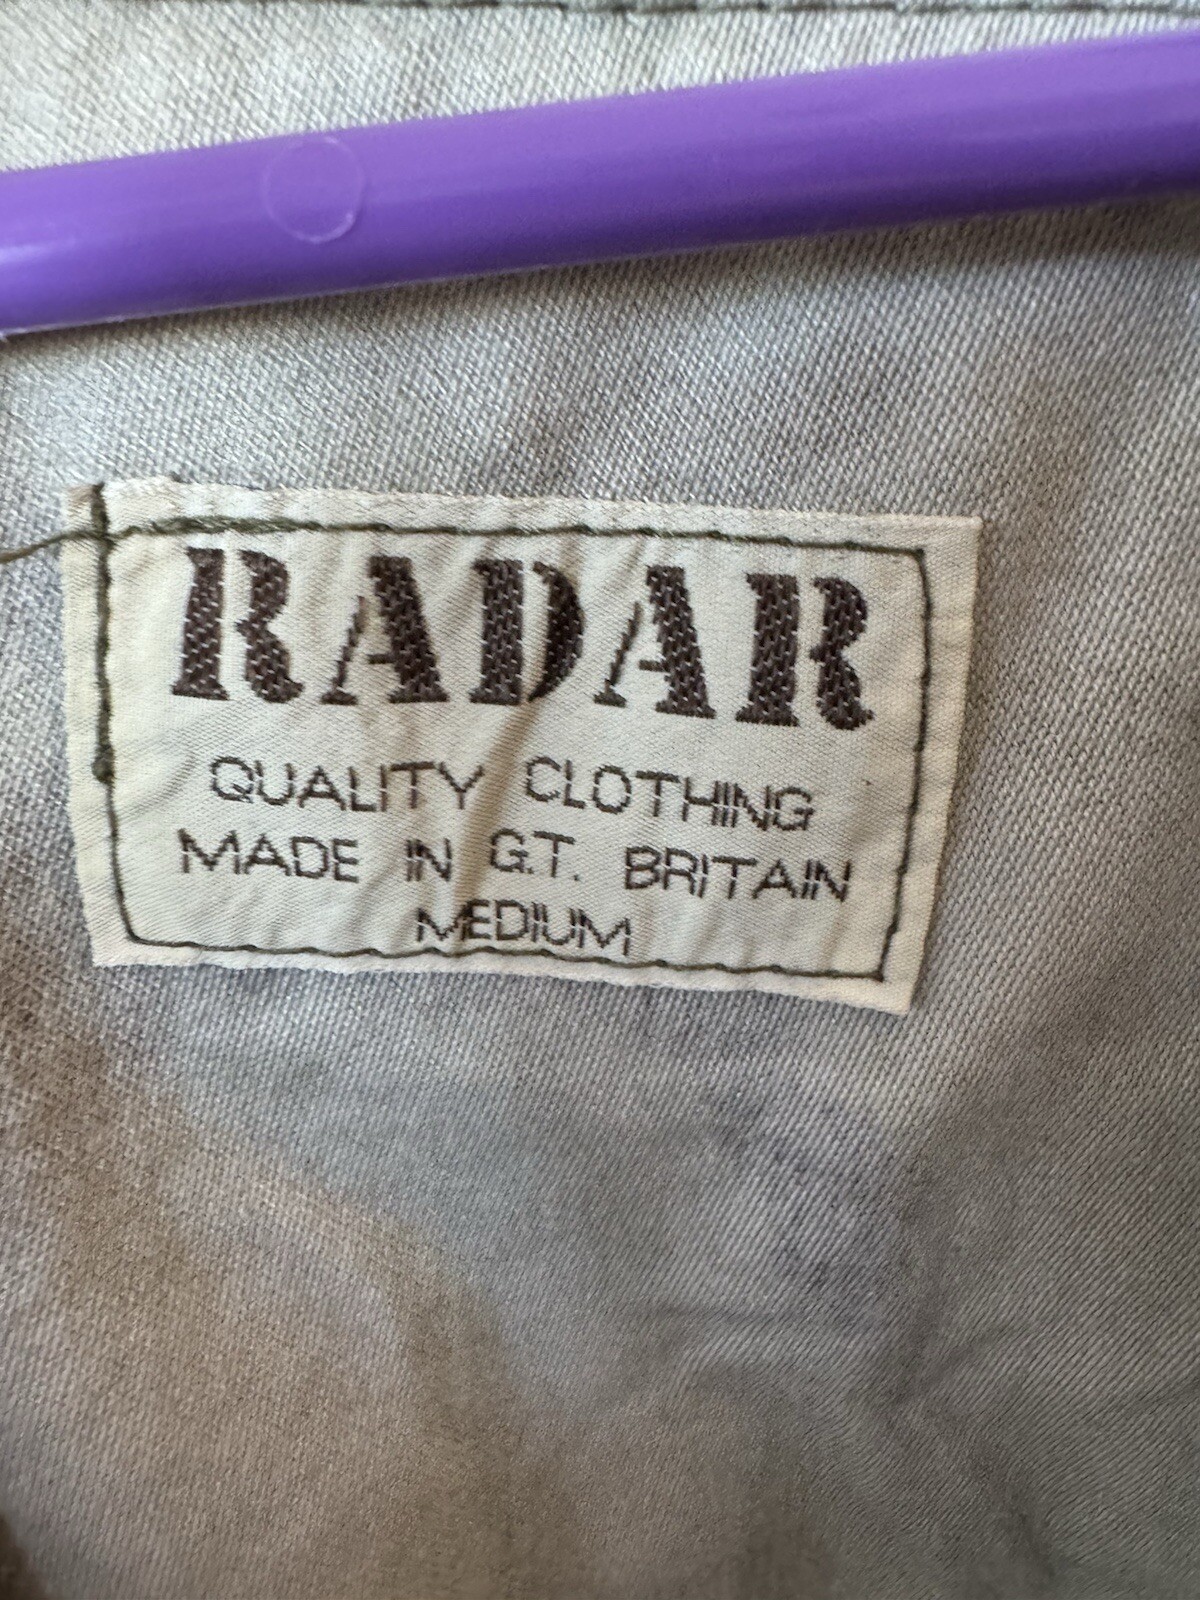 RADAR
QUALITY CLOTHING
MADE IN G.T. BRITAIN
MEDIUM